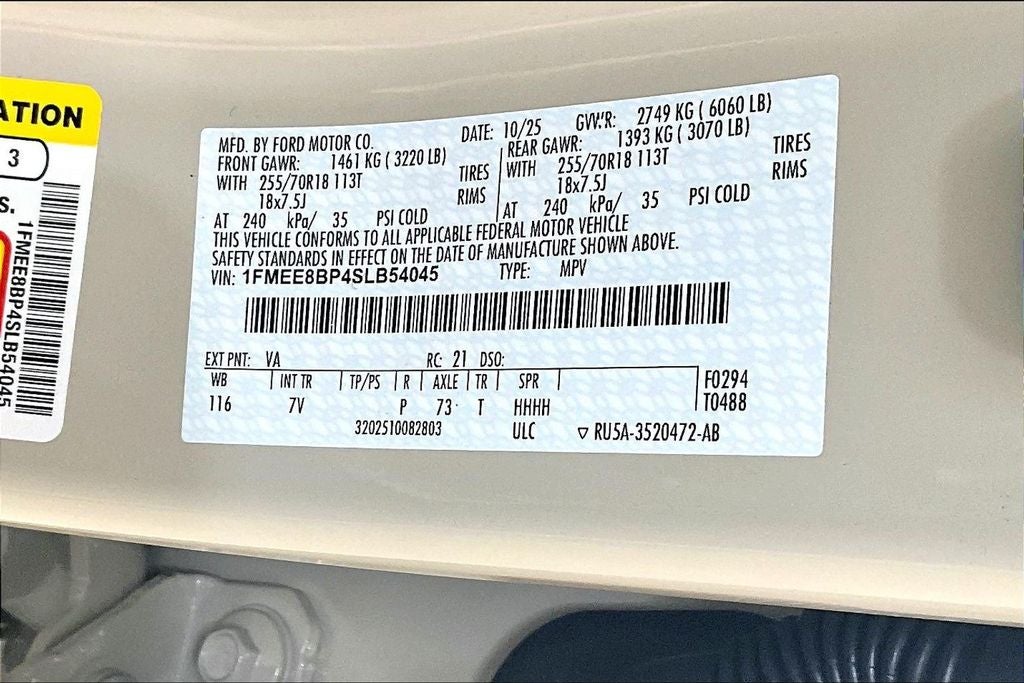 ATION
3
S.
1FMEE8BP4SLB54045
MFD. BY FORD MOTOR CO. DATE: 10/25 GVWR: 2749 KG ( 6060 LB)
FRONT GAWR: 1461 KG ( 3220 LB) REAR GAWR: 1393 KG ( 3070 LB)
WITH 255/70R18 113T TIRES WITH 255/70R18 113T TIRES
18x7.5J RIMS 18x7.5J RIMS
AT 240 kPa/ 35 PSI COLD AT 240 kPa/ 35 PSI COLD
THIS VEHICLE CONFORMS TO ALL APPLICABLE FEDERAL MOTOR VEHICLE
SAFETY STANDARDS IN EFFECT ON THE DATE OF MANUFACTURE SHOWN ABOVE.
VIN: 1FMEE8BP4SLB54045 TYPE: MPV
EXT PNT: VA RC: 21 DSO:
WB INT TR TP/PS R AXLE TR SPR F0294
116 7V P 73 T HHHH T0488
3202510082803 ULC ▽ RU5A-3520472-AB